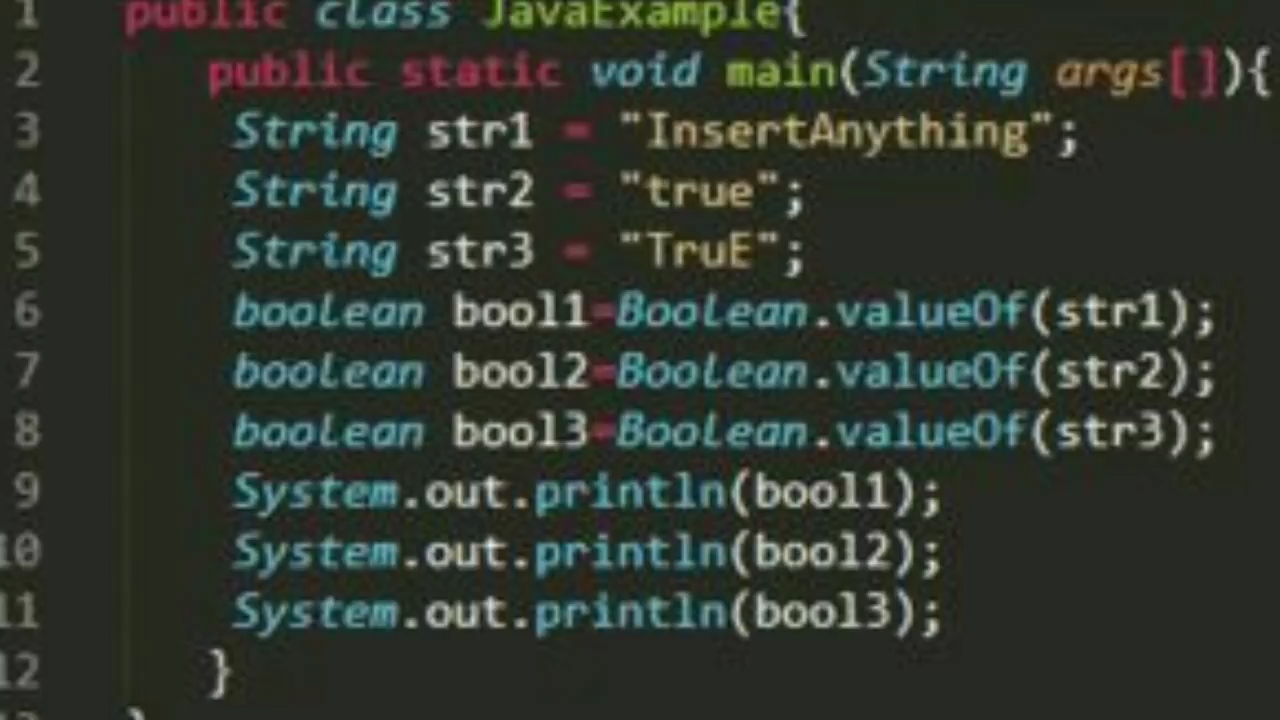 1 public class JavaExample{
2 public static void main(String args[]){
3 String str1 = "InsertAnything";
4 String str2 = "true";
5 String str3 = "TruE";
6 boolean bool1=Boolean.valueOf(str1);
7 boolean bool2=Boolean.valueOf(str2);
8 boolean bool3=Boolean.valueOf(str3);
9 System.out.println(bool1);
10 System.out.println(bool2);
11 System.out.println(bool3);
12 }
13 }